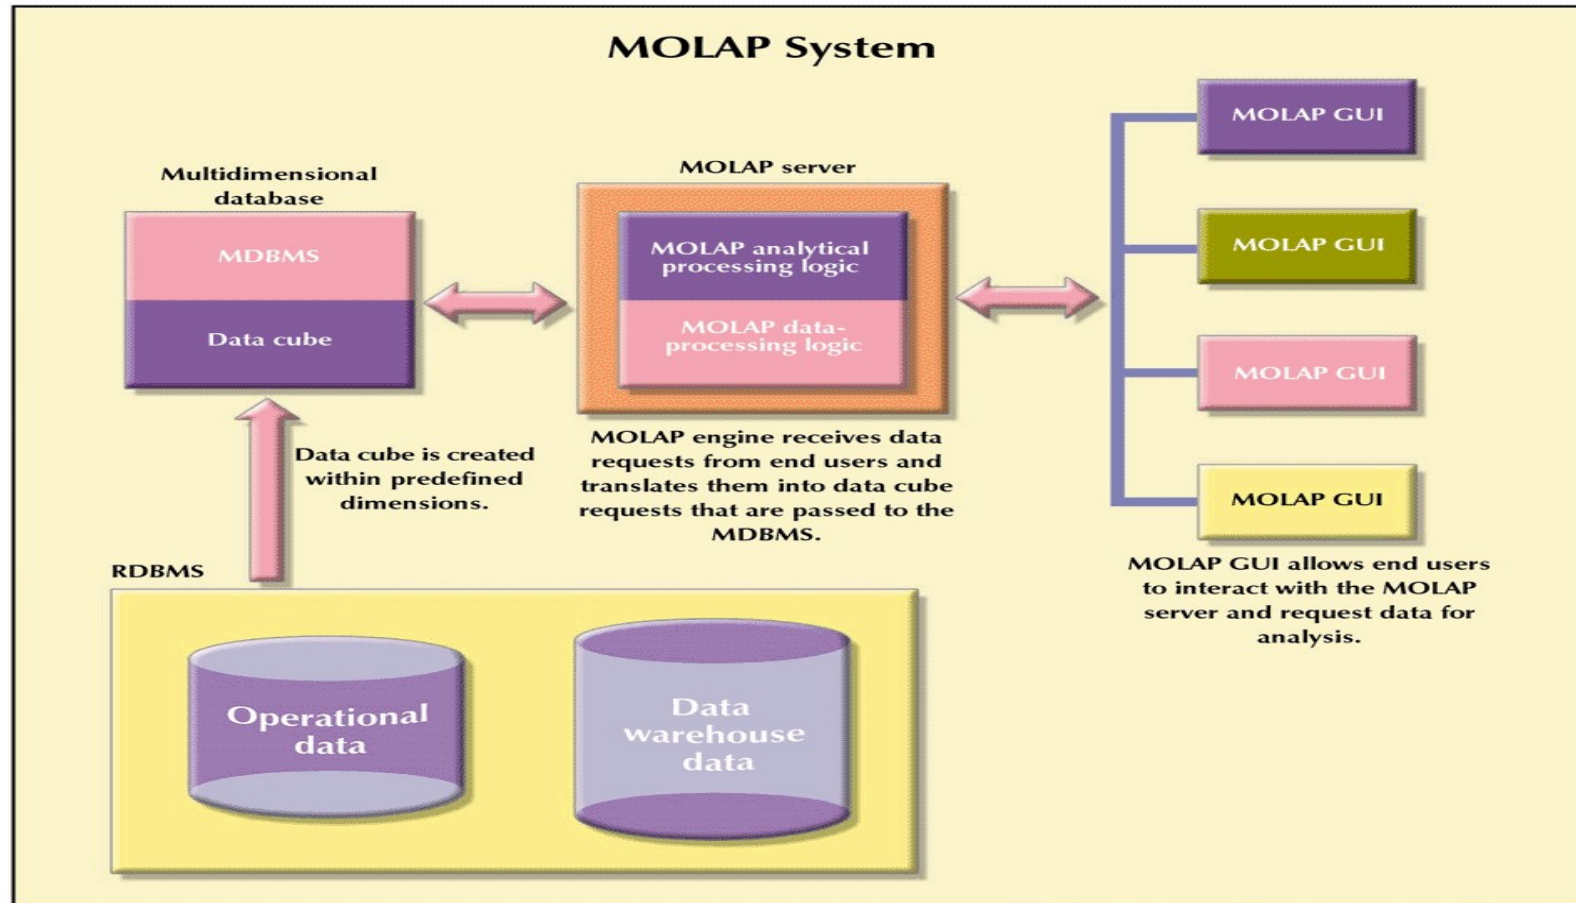 MOLAP System
Multidimensional
database
MDBMS
Data cube
MOLAP server
MOLAP analytical
processing logic
MOLAP data-
processing logic
MOLAP GUI
MOLAP GUI
MOLAP GUI
MOLAP GUI
Data cube is created
within predefined
dimensions.
MOLAP engine receives data
requests from end users and
translates them into data cube
requests that are passed to the
MDBMS.
MOLAP GUI allows end users
to interact with the MOLAP
server and request data for
analysis.
RDBMS
Operational
data
Data
warehouse
data